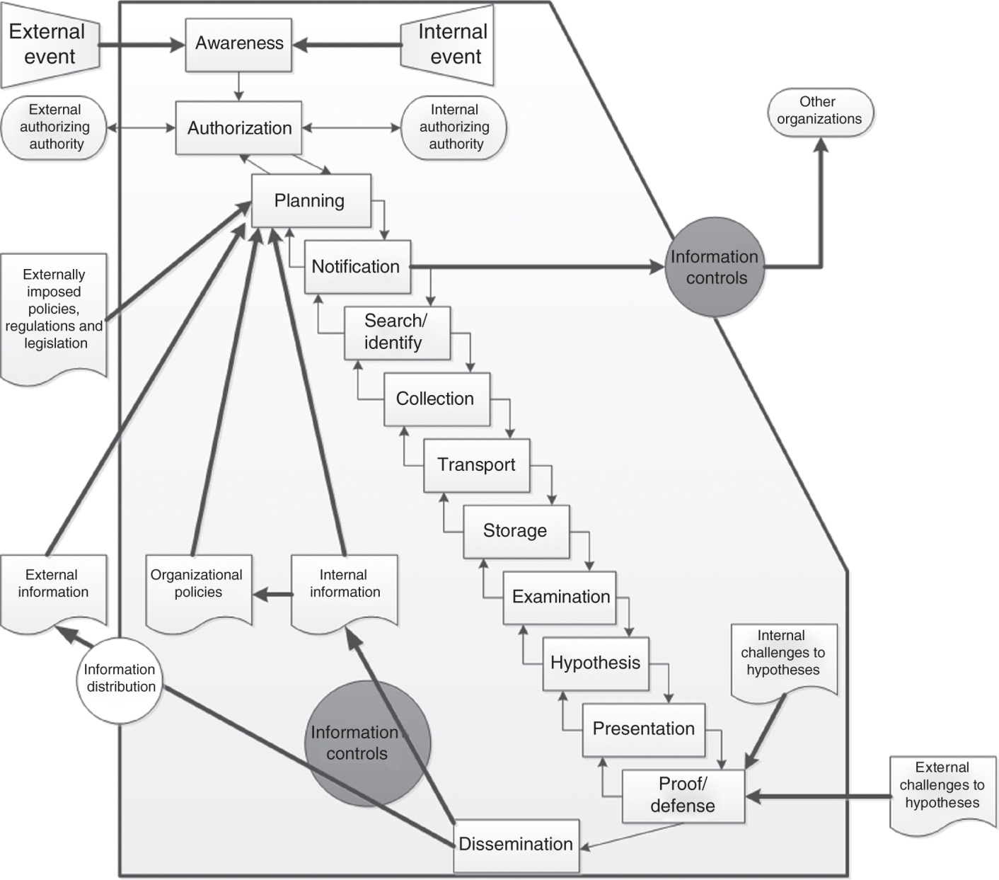 External
event
Awareness
Internal
event
External
authorizing
authority
Authorization
Internal
authorizing
authority
Other
organizations
Planning
Externally
imposed
policies,
regulations and
legislation
Notification
Information
controls
Search/
identify
Collection
Transport
Storage
External
information
Organizational
policies
Internal
information
Examination
Hypothesis
Internal
challenges to
hypotheses
Information
distribution
Information
controls
Presentation
Proof/
defense
External
challenges to
hypotheses
Dissemination